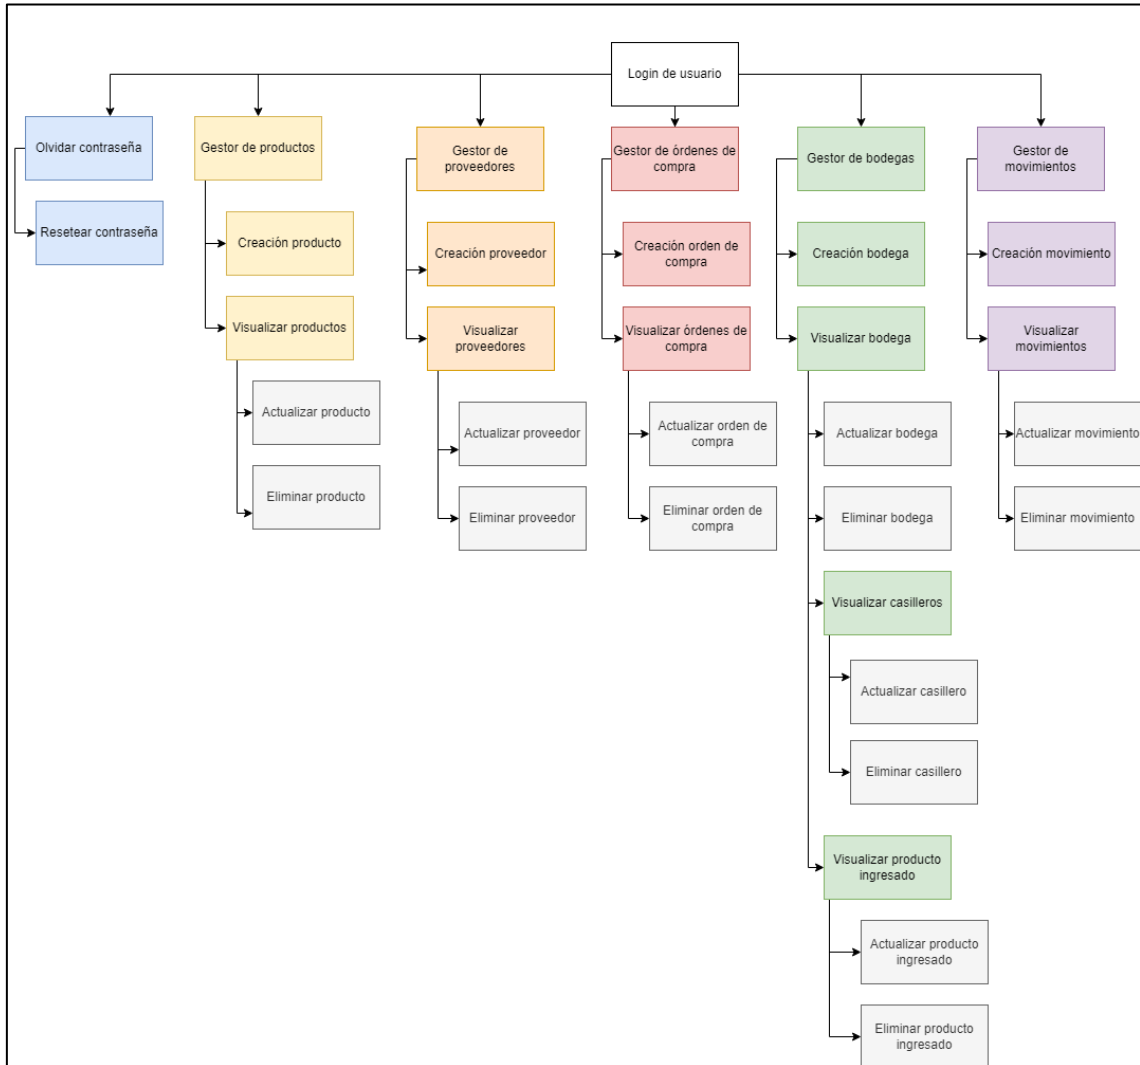 Login de usuario
Olvidar contraseña
Resetear contraseña
Gestor de productos
Creación producto
Visualizar productos
Actualizar producto
Eliminar producto
Gestor de
proveedores
Creación proveedor
Visualizar
proveedores
Actualizar proveedor
Eliminar proveedor
Gestor de órdenes de
compra
Creación orden de
compra
Visualizar órdenes de
compra
Actualizar orden de
compra
Eliminar orden de
compra
Gestor de bodegas
Creación bodega
Visualizar bodega
Actualizar bodega
Eliminar bodega
Visualizar casilleros
Actualizar casillero
Eliminar casillero
Visualizar producto
ingresado
Actualizar producto
ingresado
Eliminar producto
ingresado
Gestor de
movimientos
Creación movimiento
Visualizar
movimientos
Actualizar movimiento
Eliminar movimiento